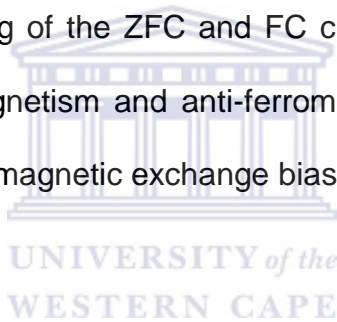 g of the ZFC and FC c
gnetism and anti-ferrom
magnetic exchange bias
UNIVERSITY of the
WESTERN CAPE